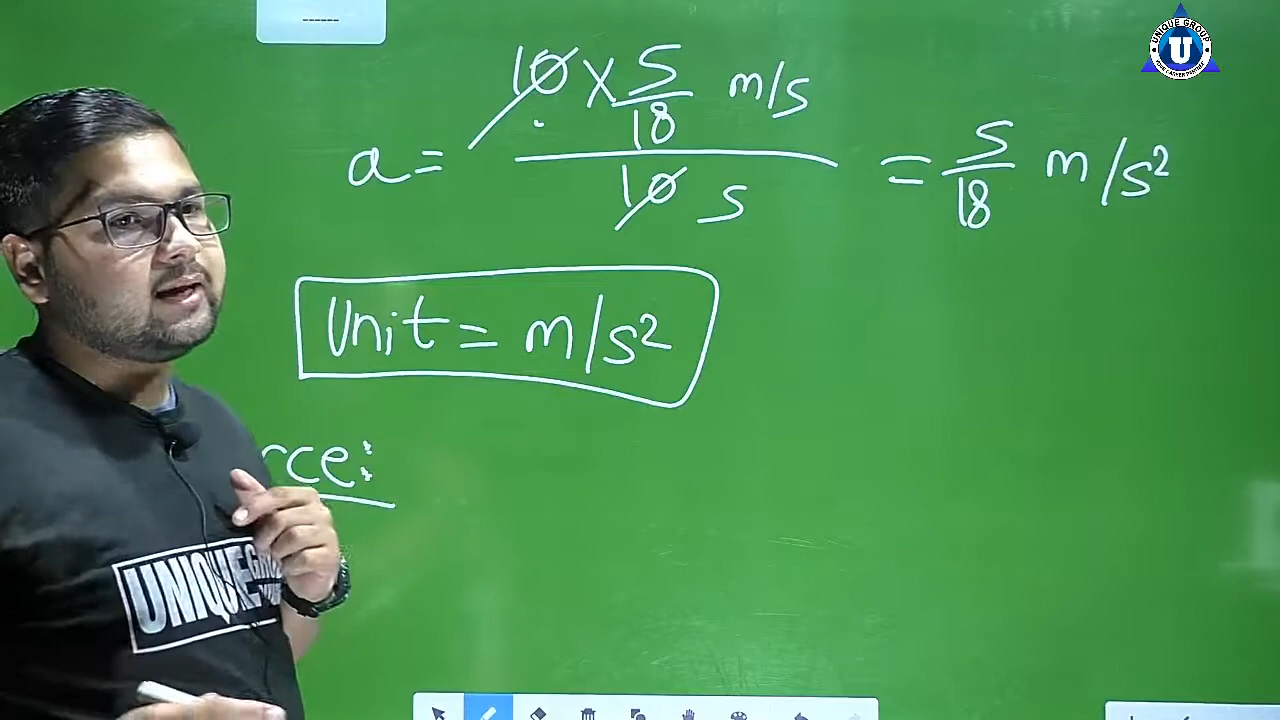 ------
UNIQUE GROUP
U
a = 10 × 5/18 m/s / 10 s = 5/18 m/s²
Unit = m/s²
rce:
UNIQUE